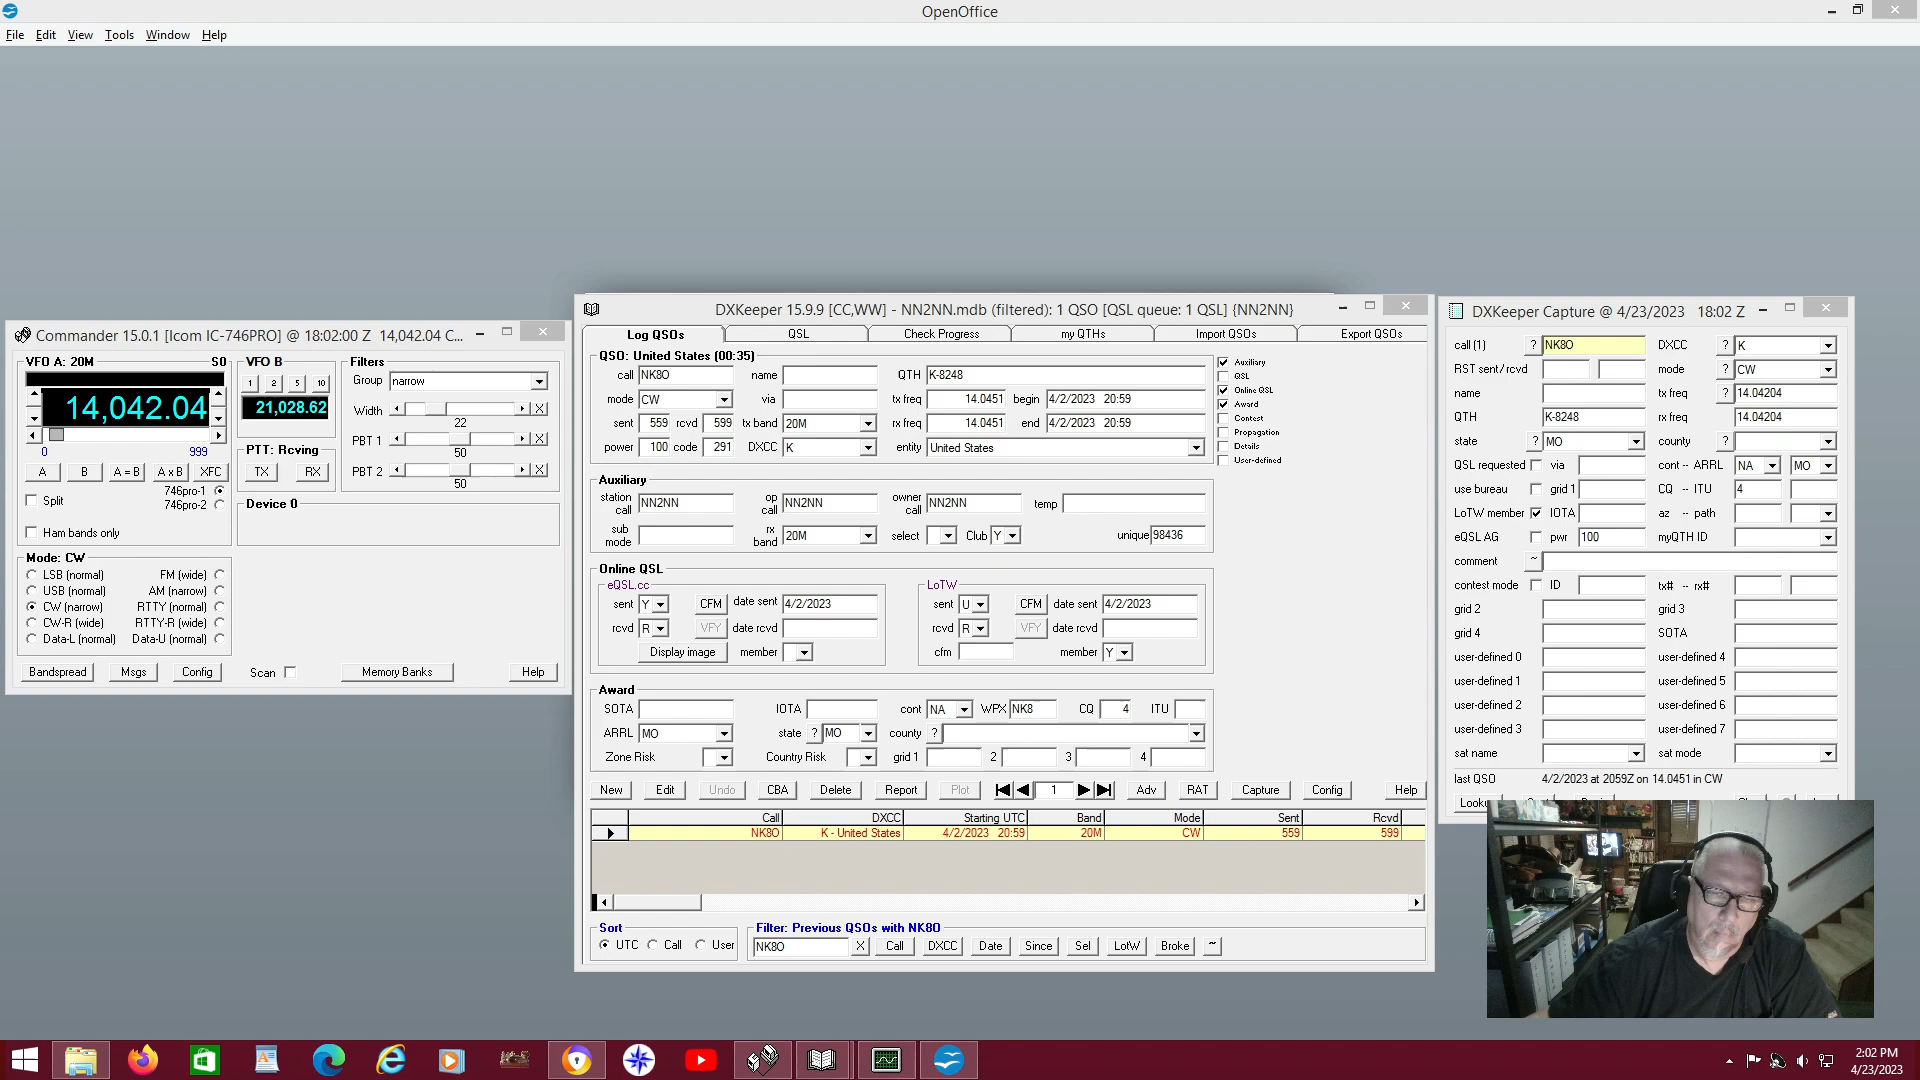 OpenOffice
File Edit View Tools Window Help
Commander 15.0.1 [Icom IC-746PRO] @ 18:02:00 Z 14,042.04 C...
VFO A: 20M S0
14,042.04
0 999
A B A = B A x B XFC
Split
746pro-1
746pro-2
Ham bands only
VFO B
1 2 5 10
21,028.62
PTT: Rcving
TX RX
Filters
Group narrow
Width X
22
PBT 1 X
50
PBT 2 X
50
Device 0
Mode: CW
LSB (normal) FM (wide)
USB (normal) AM (narrow)
CW (narrow) RTTY (normal)
CW-R (wide) RTTY-R (wide)
Data-L (normal) Data-U (normal)
Bandspread Msgs Config Scan Memory Banks Help
DXKeeper 15.9.9 [CC,WW] - NN2NN.mdb (filtered): 1 QSO [QSL queue: 1 QSL] {NN2NN}
Log QSOs QSL Check Progress my QTHs Import QSOs Export QSOs
QSO: United States (00:35)
call NK8O name QTH K-8248
mode CW via tx freq 14.0451 begin 4/2/2023 20:59
sent 559 rcvd 599 tx band 20M rx freq 14.0451 end 4/2/2023 20:59
power 100 code 291 DXCC K entity United States
Auxiliary
QSL
Online QSL
Award
Contest
Propagation
Details
User-defined
Auxiliary
station call NN2NN op call NN2NN owner call NN2NN temp
sub mode rx band 20M select Club Y unique 98436
Online QSL
eQSL.cc
sent Y CFM date sent 4/2/2023
rcvd R VFY date rcvd
Display image member
LoTW
sent U CFM date sent 4/2/2023
rcvd R VFY date rcvd
cfm member Y
Award
SOTA IOTA cont NA WPX NK8 CQ 4 ITU
ARRL MO state ? MO county ?
Zone Risk Country Risk grid 1 2 3 4
New Edit Undo CBA Delete Report Plot 1 Adv RAT Capture Config Help
Call DXCC Starting UTC Band Mode Sent Rcvd
NK8O K - United States 4/2/2023 20:59 20M CW 559 599
Sort
UTC Call User
Filter: Previous QSOs with NK8O
NK8O X Call DXCC Date Since Sel LotW Broke ~
DXKeeper Capture @ 4/23/2023 18:02 Z
call (1) ? NK8O DXCC ? K
RST sent/rcvd mode ? CW
name tx freq ? 14.04204
QTH K-8248 rx freq 14.04204
state ? MO county ?
QSL requested via cont -- ARRL NA MO
use bureau grid 1 CQ -- ITU 4
LoTW member IOTA az -- path
eQSL AG pwr 100 myQTH ID
comment ~
contest mode ID tx# -- rx#
grid 2 grid 3
grid 4 SOTA
user-defined 0 user-defined 4
user-defined 1 user-defined 5
user-defined 2 user-defined 6
user-defined 3 user-defined 7
sat name sat mode
last QSO 4/2/2023 at 2059Z on 14.0451 in CW
2:02 PM
4/23/2023